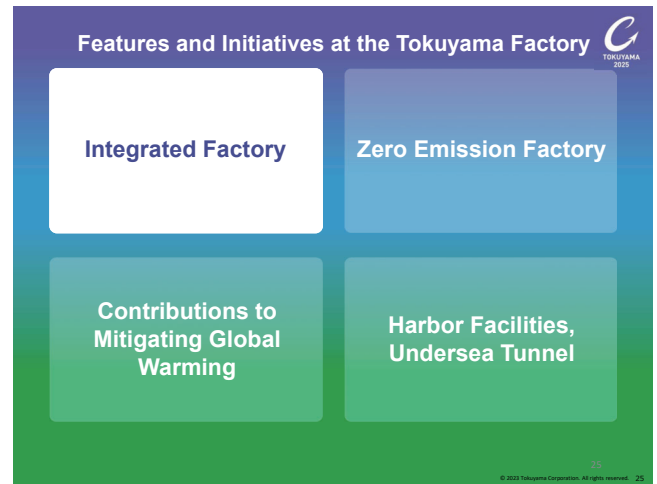 Features and Initiatives at the Tokuyama Factory
TOKUYAMA
2025
Integrated Factory
Zero Emission Factory
Contributions to
Mitigating Global
Warming
Harbor Facilities,
Undersea Tunnel
25
© 2023 Tokuyama Corporation. All rights reserved. 25